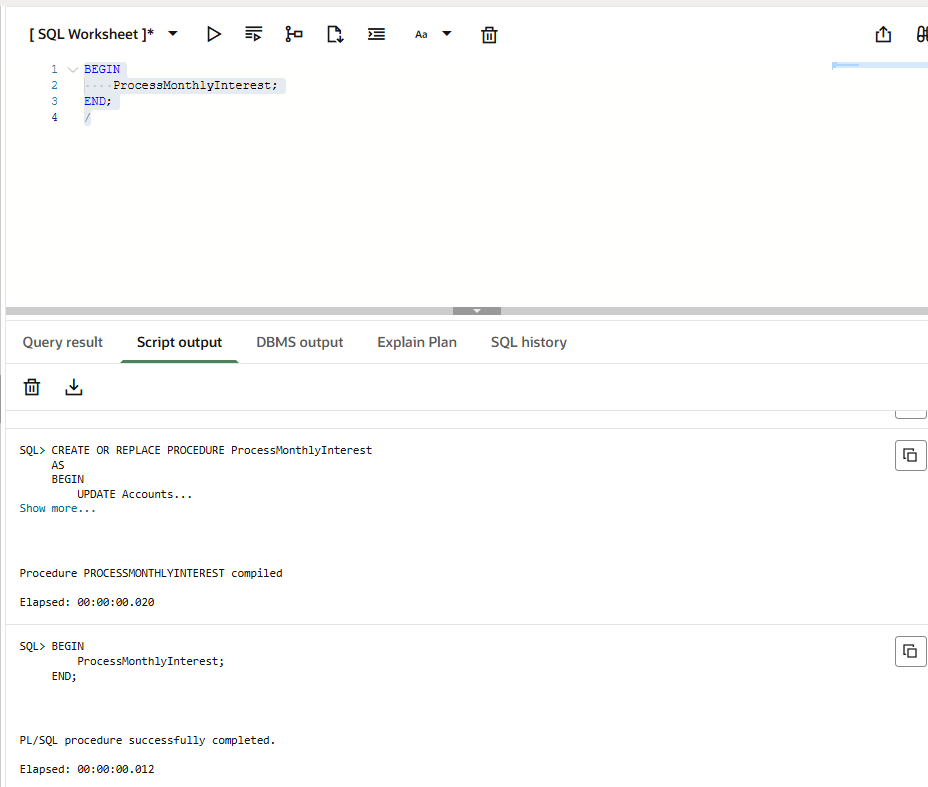 [ SQL Worksheet ]*
Aa
1 BEGIN
2 ····ProcessMonthlyInterest;
3 END;
4 /
Query result Script output DBMS output Explain Plan SQL history
SQL> CREATE OR REPLACE PROCEDURE ProcessMonthlyInterest
AS
BEGIN
UPDATE Accounts...
Show more...
Procedure PROCESSMONTHLYINTEREST compiled
Elapsed: 00:00:00.020
SQL> BEGIN
ProcessMonthlyInterest;
END;
PL/SQL procedure successfully completed.
Elapsed: 00:00:00.012